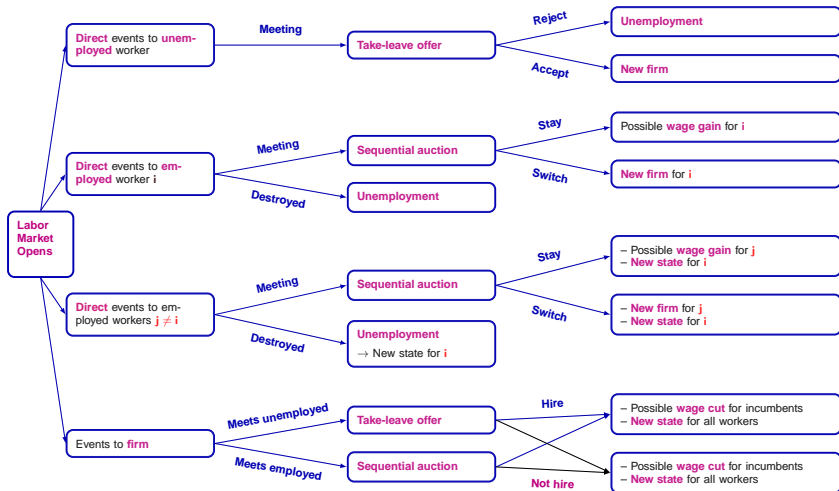 Labor
Market
Opens
Direct events to unem-
ployed worker
Meeting
Take-leave offer
Reject
Unemployment
Accept
New firm
Direct events to em-
ployed worker i
Meeting
Sequential auction
Stay
Possible wage gain for i
Switch
New firm for i
Destroyed
Unemployment
Direct events to em-
ployed workers j ≠ i
Meeting
Sequential auction
Stay
– Possible wage gain for j
– New state for i
Switch
– New firm for j
– New state for i
Destroyed
Unemployment
→ New state for i
Events to firm
Meets unemployed
Take-leave offer
Hire
– Possible wage cut for incumbents
– New state for all workers
Meets employed
Sequential auction
Not hire
– Possible wage cut for incumbents
– New state for all workers